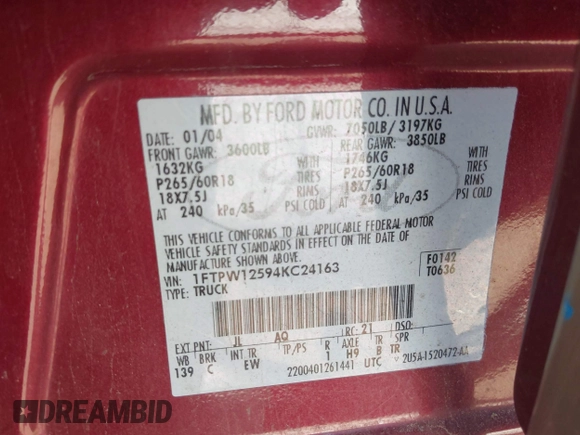 MFD. BY FORD MOTOR CO. IN U.S.A.
DATE: 01/04 GVWR: 7050LB / 3197KG
FRONT GAWR: 3600LB REAR GAWR: 3850LB
1632KG 1746KG
P265/60R18 TIRES P265/60R18 TIRES
18X7.5J RIMS 18X7.5J RIMS
AT 240 kPa/35 PSI COLD AT 240 kPa/35 PSI COLD
THIS VEHICLE CONFORMS TO ALL APPLICABLE FEDERAL MOTOR
VEHICLE SAFETY STANDARDS IN EFFECT ON THE DATE OF
MANUFACTURE SHOWN ABOVE.
VIN: 1FTPW12594KC24163 F0142
TYPE: TRUCK T0636
EXT PNT: JL AQ RC: 21 DSO:
WB BRK INT TR TP/PS R AXLE TR SPR
139 C EW 1 H9 B TR
2200401261441 UTC 2U5A-1520472-AA
Ford
DREAMBID